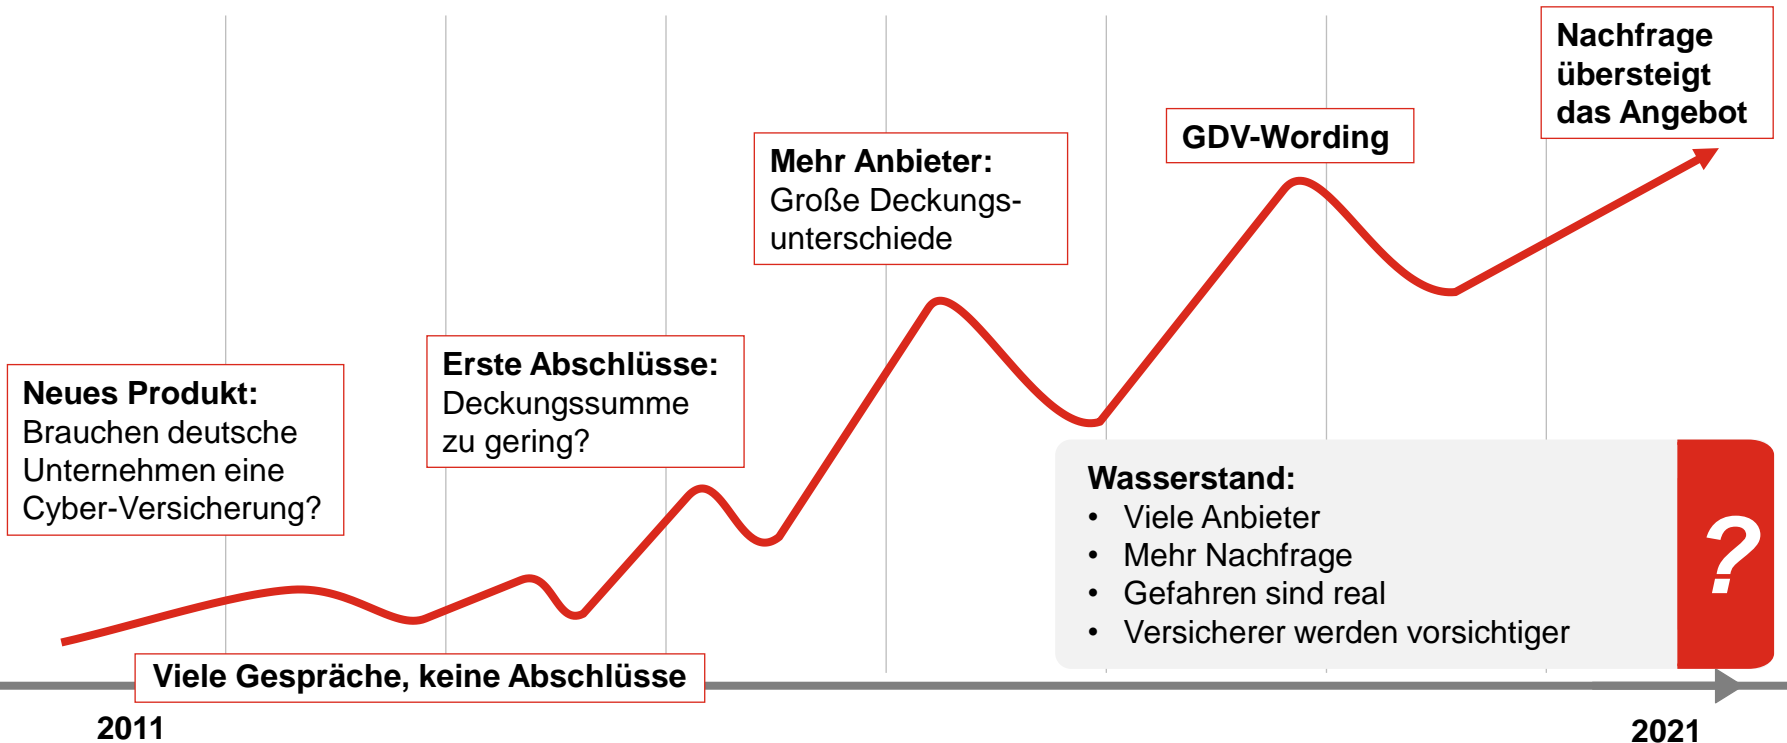 Neues Produkt:
Brauchen deutsche
Unternehmen eine
Cyber-Versicherung?
Viele Gespräche, keine Abschlüsse
Erste Abschlüsse:
Deckungssumme
zu gering?
Mehr Anbieter:
Große Deckungs-
unterschiede
GDV-Wording
Nachfrage
übersteigt
das Angebot
Wasserstand:
• Viele Anbieter
• Mehr Nachfrage
• Gefahren sind real
• Versicherer werden vorsichtiger
?
2011
2021